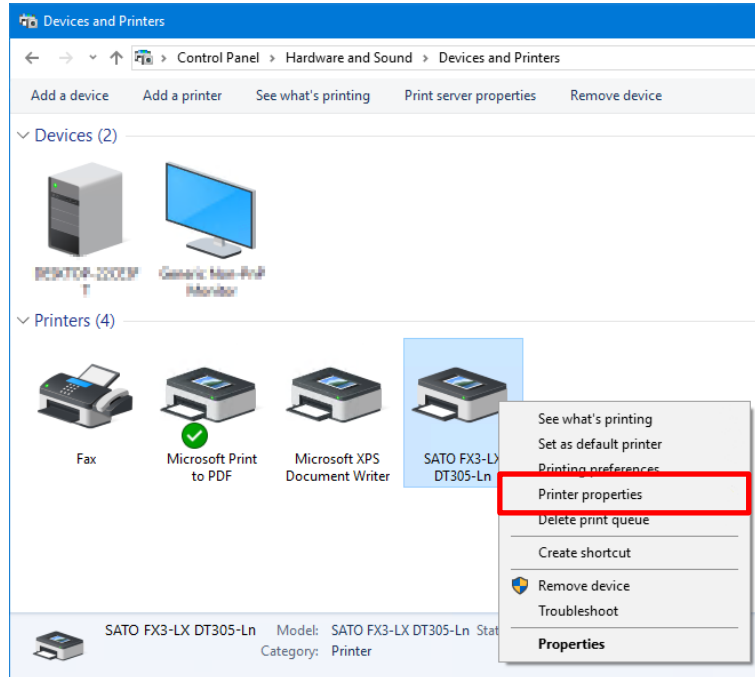 Devices and Printers
Control Panel > Hardware and Sound > Devices and Printers
Add a device Add a printer See what's printing Print server properties Remove device
Devices (2)
Printers (4)
Fax
Microsoft Print
to PDF
Microsoft XPS
Document Writer
SATO FX3-LX
DT305-Ln
See what's printing
Set as default printer
Printing preferences
Printer properties
Delete print queue
Create shortcut
Remove device
Troubleshoot
Properties
SATO FX3-LX DT305-Ln Model: SATO FX3-LX DT305-Ln Stat
Category: Printer